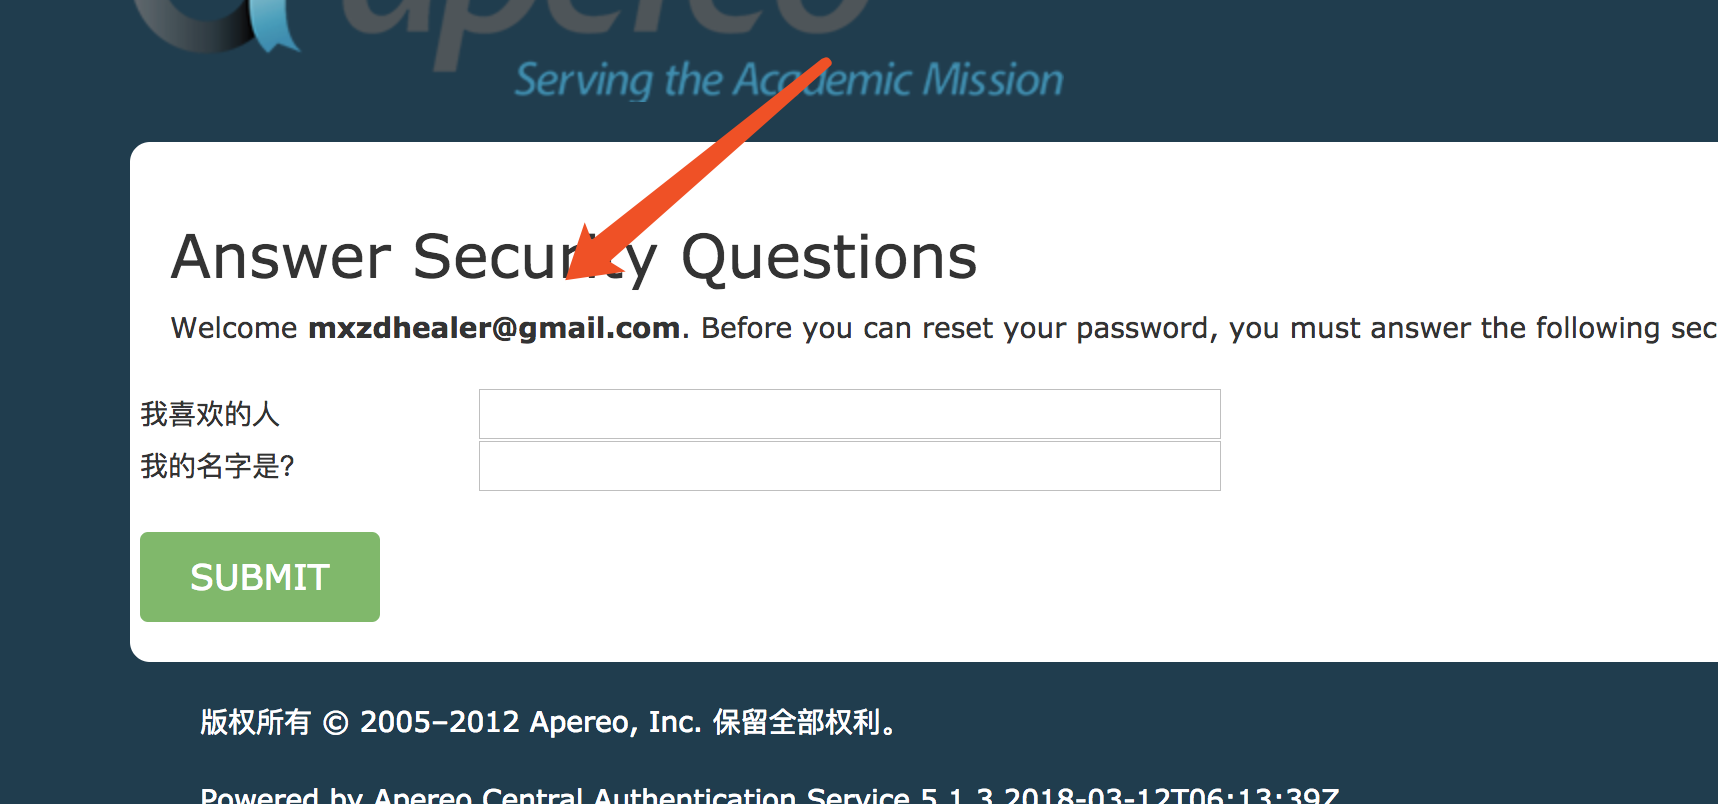 apereo
Serving the Academic Mission
Answer Security Questions
Welcome mxzdhealer@gmail.com. Before you can reset your password, you must answer the following sec
我喜欢的人
我的名字是?
SUBMIT
版权所有 © 2005–2012 Apereo, Inc. 保留全部权利。
Powered by Apereo Central Authentication Service 5.1.3 2018-03-12T06:13:39Z